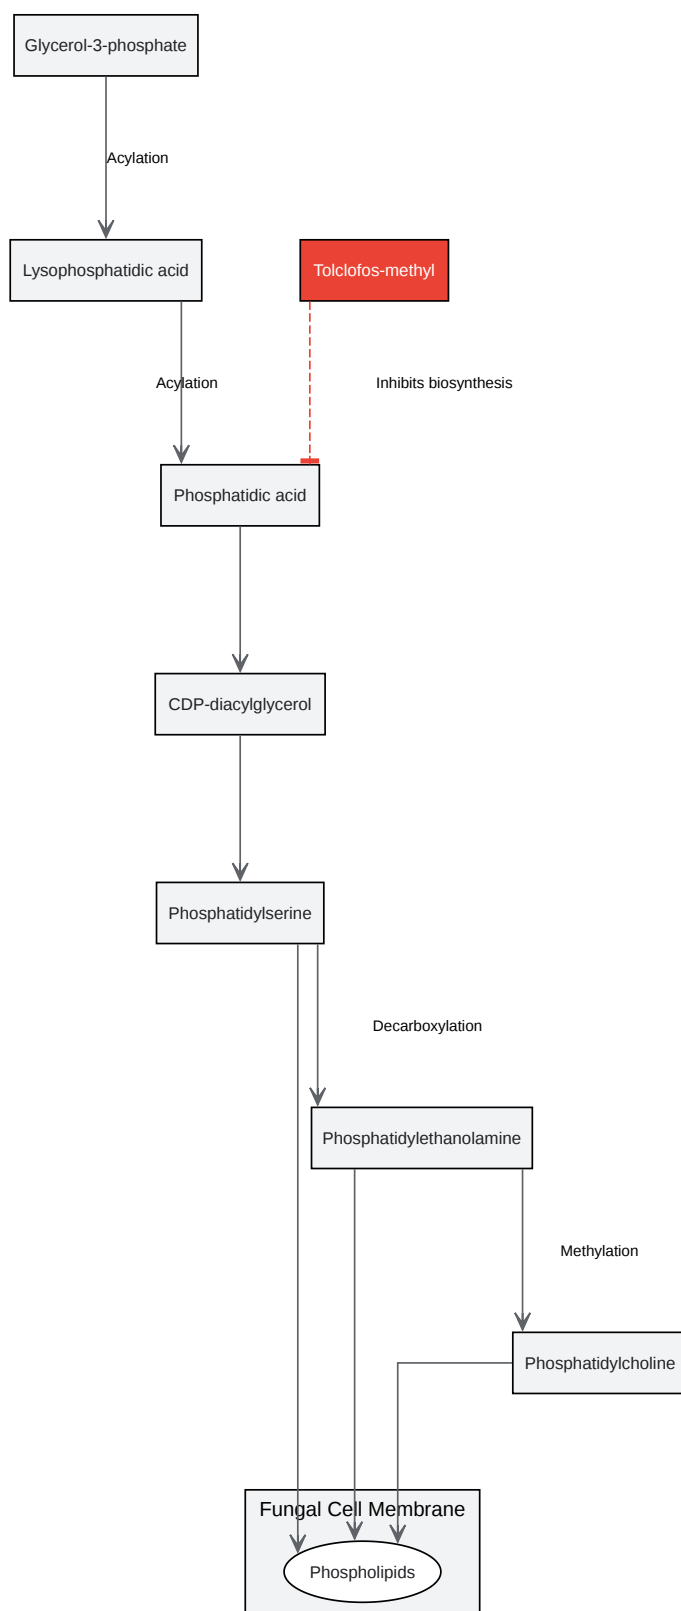 Glycerol-3-phosphate
Acylation
Lysophosphatidic acid
Tolclofos-methyl
Acylation
Inhibits biosynthesis
Phosphatidic acid
CDP-diacylglycerol
Phosphatidylserine
Decarboxylation
Phosphatidylethanolamine
Methylation
Phosphatidylcholine
Fungal Cell Membrane
Pholipids